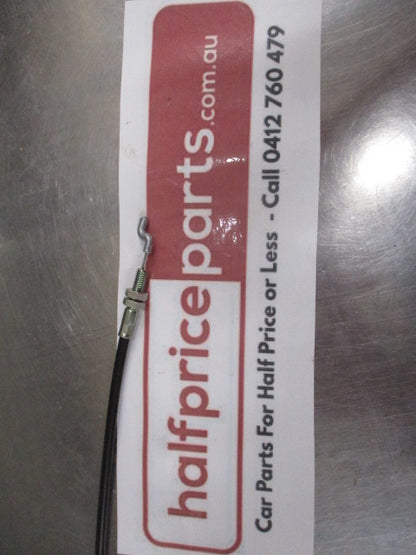 halfpriceparts.com.au
Car Parts For Half Price or Less - Call 0412 760 479